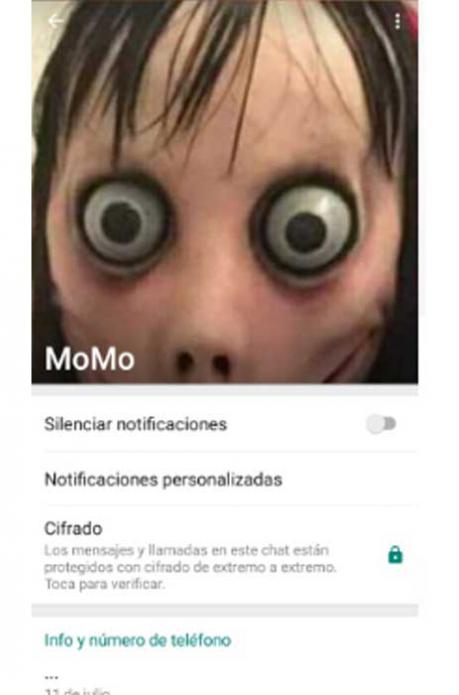 MoMo
Silenciar notificaciones
Notificaciones personalizadas
Cifrado
Los mensajes y llamadas en este chat están
protegidos con cifrado de extremo a extremo.
Toca para verificar.
Info y número de teléfono
...
11 de julio